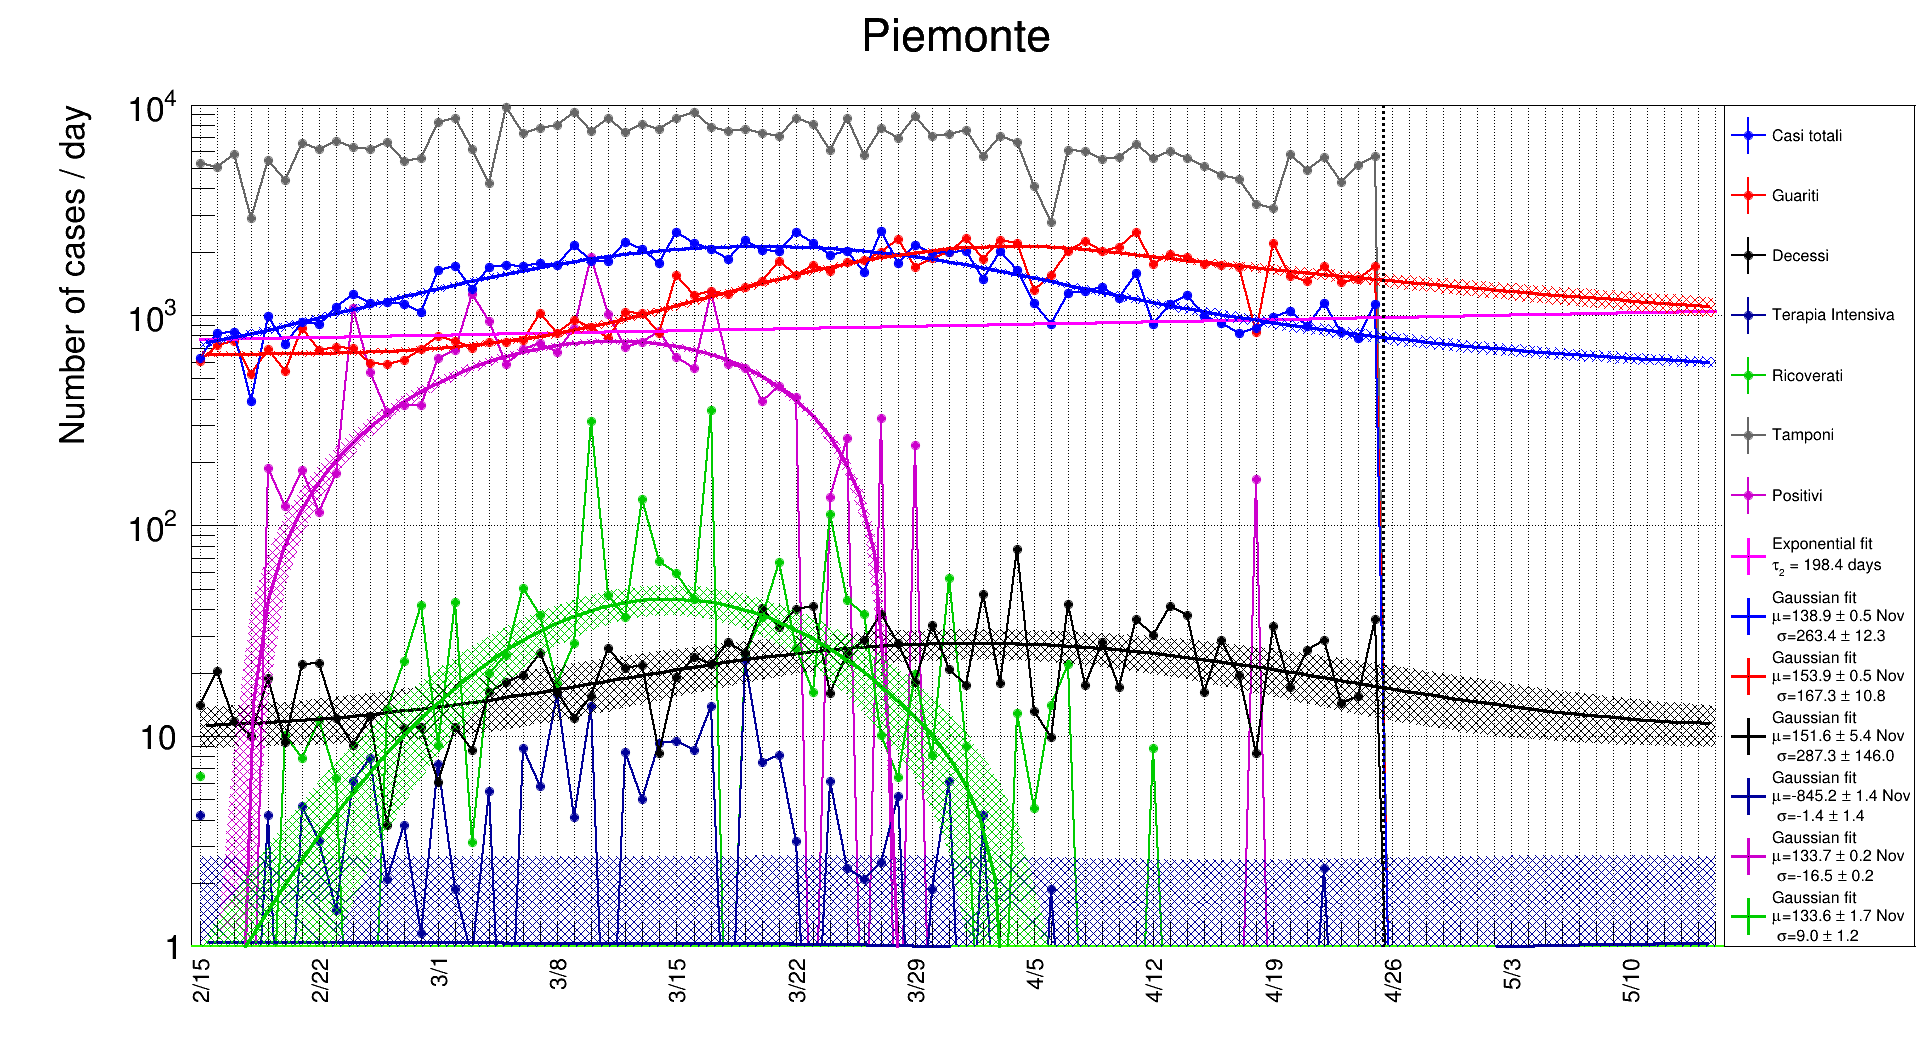 Piemonte
Number of cases / day
10⁴
10³
10²
10
1
2/15
2/22
3/1
3/8
3/15
3/22
3/29
4/5
4/12
4/19
4/26
5/3
5/10
Casi totali
Guariti
Decessi
Terapia Intensiva
Ricoverati
Tamponi
Positivi
Exponential fit
τ₂ = 198.4 days
Gaussian fit
μ=138.9 ± 0.5 Nov
σ=263.4 ± 12.3
Gaussian fit
μ=153.9 ± 0.5 Nov
σ=167.3 ± 10.8
Gaussian fit
μ=151.6 ± 5.4 Nov
σ=287.3 ± 146.0
Gaussian fit
μ=-845.2 ± 1.4 Nov
σ=-1.4 ± 1.4
Gaussian fit
μ=133.7 ± 0.2 Nov
σ=-16.5 ± 0.2
Gaussian fit
μ=133.6 ± 1.7 Nov
σ=9.0 ± 1.2